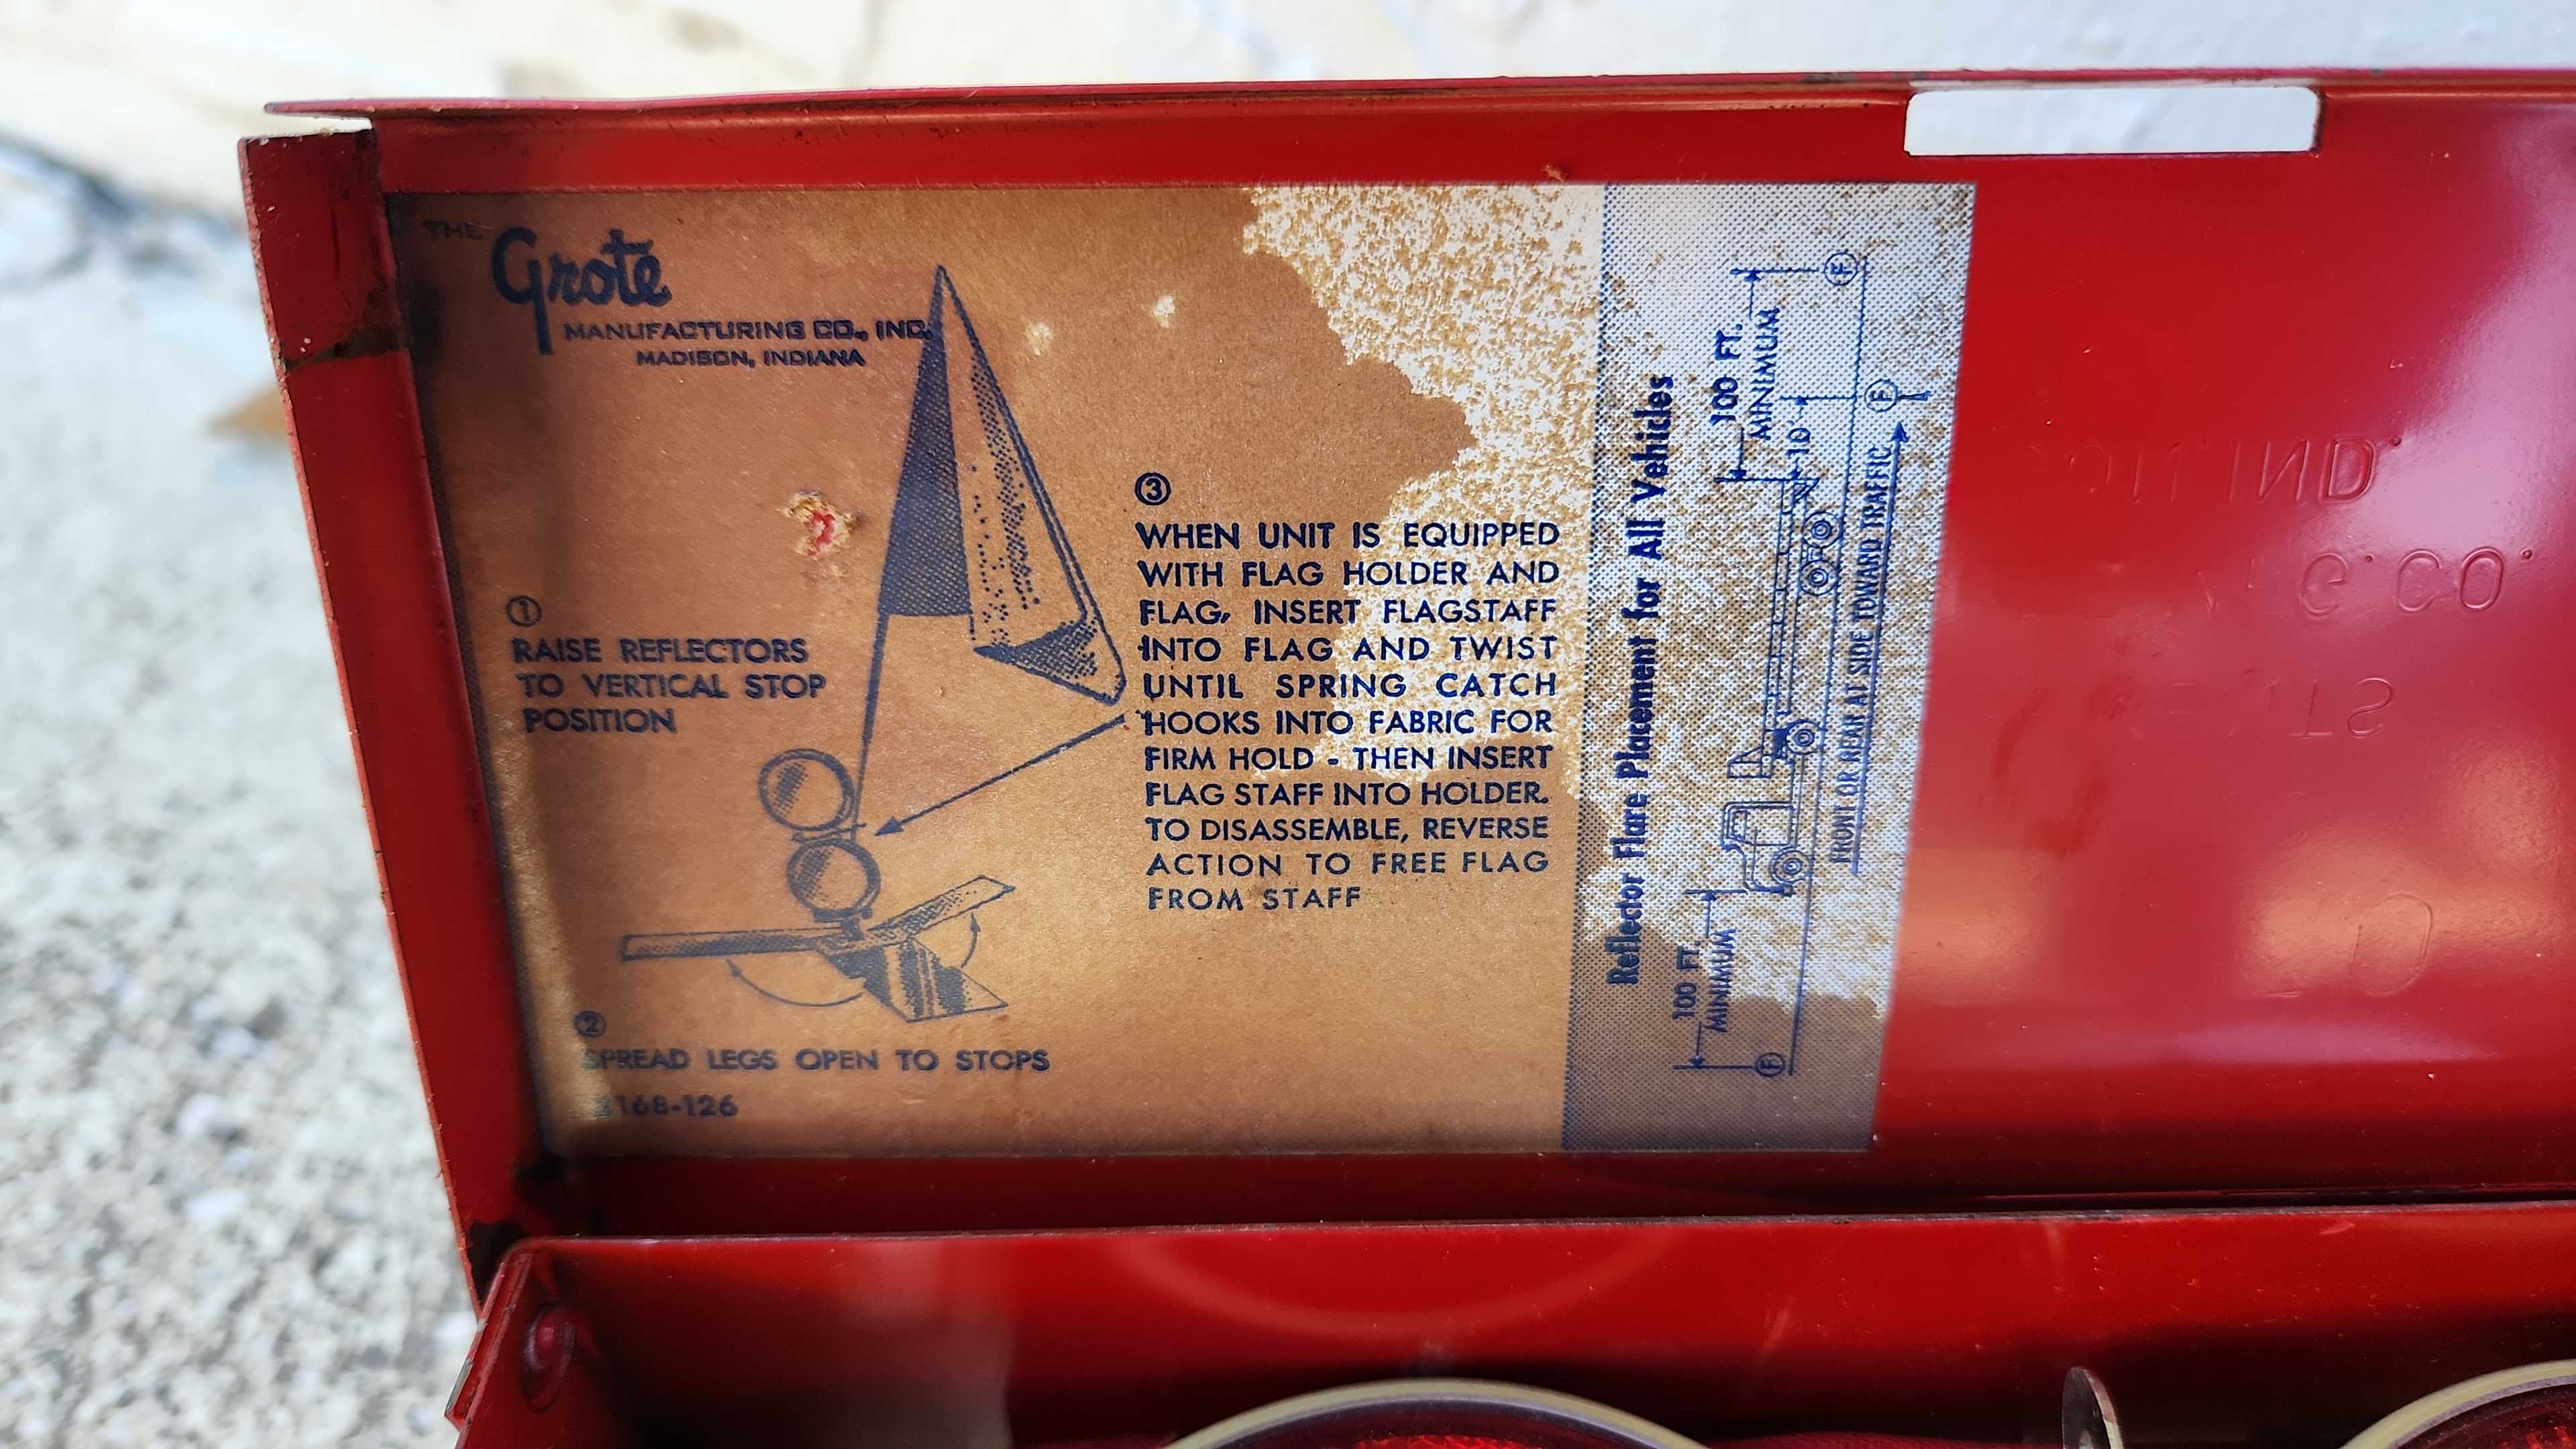 THE Grote
MANUFACTURING CO., INC.
MADISON, INDIANA
①
RAISE REFLECTORS
TO VERTICAL STOP
POSITION
②
SPREAD LEGS OPEN TO STOPS
168-126
③
WHEN UNIT IS EQUIPPED
WITH FLAG HOLDER AND
FLAG, INSERT FLAGSTAFF
INTO FLAG AND TWIST
UNTIL SPRING CATCH
HOOKS INTO FABRIC FOR
FIRM HOLD - THEN INSERT
FLAG STAFF INTO HOLDER.
TO DISASSEMBLE, REVERSE
ACTION TO FREE FLAG
FROM STAFF
Reflector Flare Placement for All Vehicles
100 FT.
MINIMUM
100 FT.
MINIMUM
10'
F
F
F
FRONT OR REAR AT SIDE TOWARD TRAFFIC
IND.
G. CO.